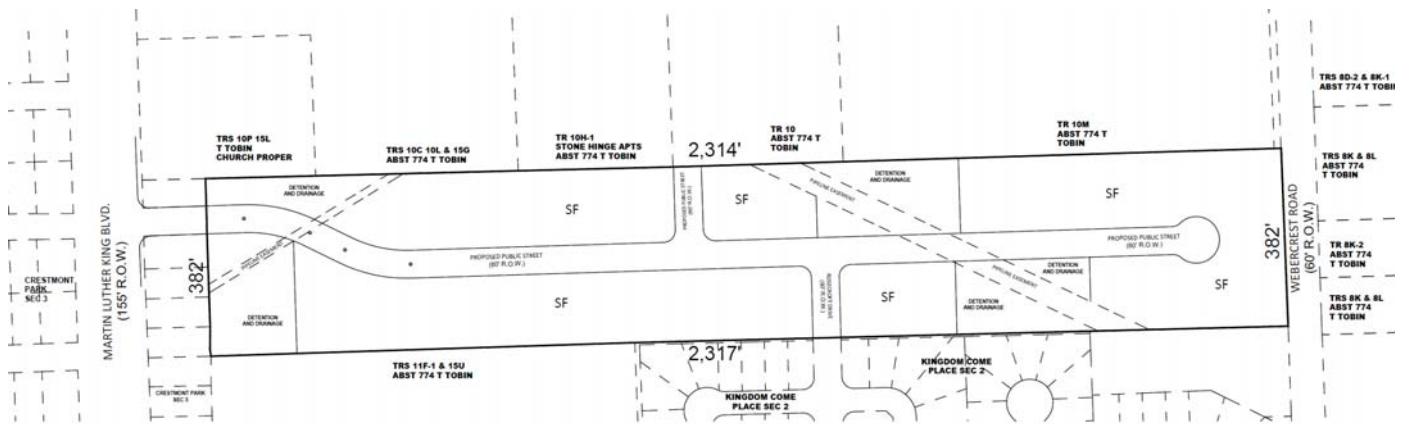 TRS 8D-2 & 8K-1
ABST 774 T TOBIN
TRS 10P 15L
T TOBIN
CHURCH PROPER
TRS 10C 10L & 15G
ABST 774 T TOBIN
TR 10H-1
STONE HINGE APTS
ABST 774 T TOBIN
2,314'
TR 10
ABST 774 T
TOBIN
TR 10M
ABST 774 T
TOBIN
TRS 8K & 8L
ABST 774
T TOBIN
DETENTION
AND DRAINAGE
SF
PROPOSED PUBLIC STREET
(60' R.O.W.)
SF
PIPELINE EASEMENT
DETENTION
AND DRAINAGE
SF
MARTIN LUTHER KING BLVD.
(155' R.O.W.)
382'
PROPOSED PUBLIC STREET
(60' R.O.W.)
PROPOSED PUBLIC STREET
(60' R.O.W.)
382'
WEBERCREST ROAD
(60' R.O.W.)
TR 8K-2
ABST 774
T TOBIN
CRESTMONT
PARK
SEC 3
DETENTION
AND DRAINAGE
SF
SF
PIPELINE EASEMENT
DETENTION
AND DRAINAGE
DETENTION
AND DRAINAGE
SF
TRS 8K & 8L
ABST 774
T TOBIN
2,317'
TRS 11F-1 & 15U
ABST 774 T TOBIN
KINGDOM COME
PLACE SEC 2
CRESTMONT PARK
SEC 3
KINGDOM COME
PLACE SEC 2